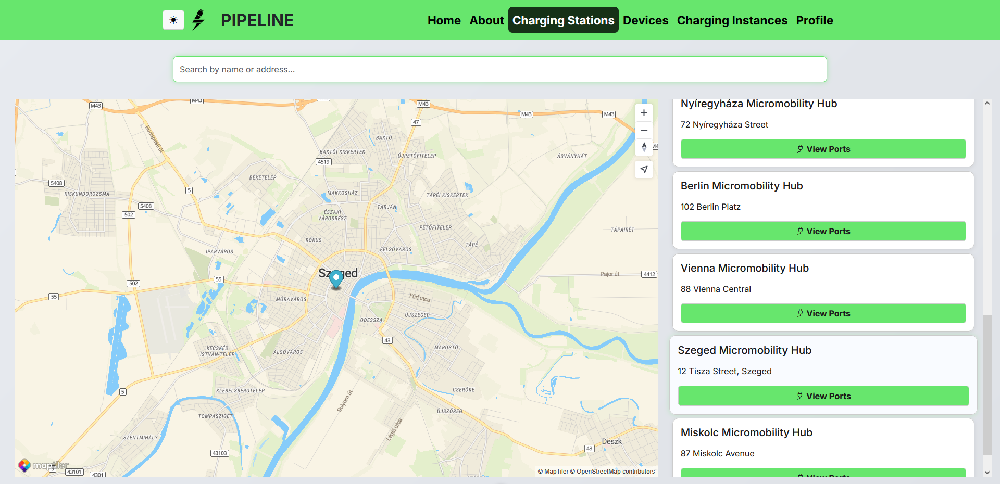 PIPELINE
Home About Charging Stations Devices Charging Instances Profile
Search by name or address...
M43
M43
M43
M43
M43
47
Budapesti út
BAKTÓ
BAKTÓI KISKERTEK
ÚJPETŐFITELEP
ÁSVÁNYHÁT
4519
BÉKETELEP
5408
KISKUNDOROZSMA
5
MAKKOSHÁZ
TÁPÉI KISKERTEK
5408
502
TARJÁN
ÉSZAKI
VÁROSRÉSZ
PETŐFITELEP
TÁPAIRÉT
RÓKUS
TÁPÉ
IPARVÁROS
FELSŐVÁROS
Szeged
Pajor út
4412
55
502
55
MÓRAVÁROS
Fürj utca
ÚJSZEGED
ODESSZA
43
KECSKÉS
ISTVÁN-TELEP
ALSÓVÁROS
MAROSTŐ
5
KLEBELSBERGTELEP
CSERŐKE
Sulyom út
TOMPASZIGET
ÚJSZŐREG
Légió utca
SZENTMIHÁLY
Deszk
43
43103
maptiler
5
43101
4301
© MapTiler © OpenStreetMap contributors
Nyíregyháza Micromobility Hub
72 Nyíregyháza Street
View Ports
Berlin Micromobility Hub
102 Berlin Platz
View Ports
Vienna Micromobility Hub
88 Vienna Central
View Ports
Szeged Micromobility Hub
12 Tisza Street, Szeged
View Ports
Miskolc Micromobility Hub
87 Miskolc Avenue
View Ports